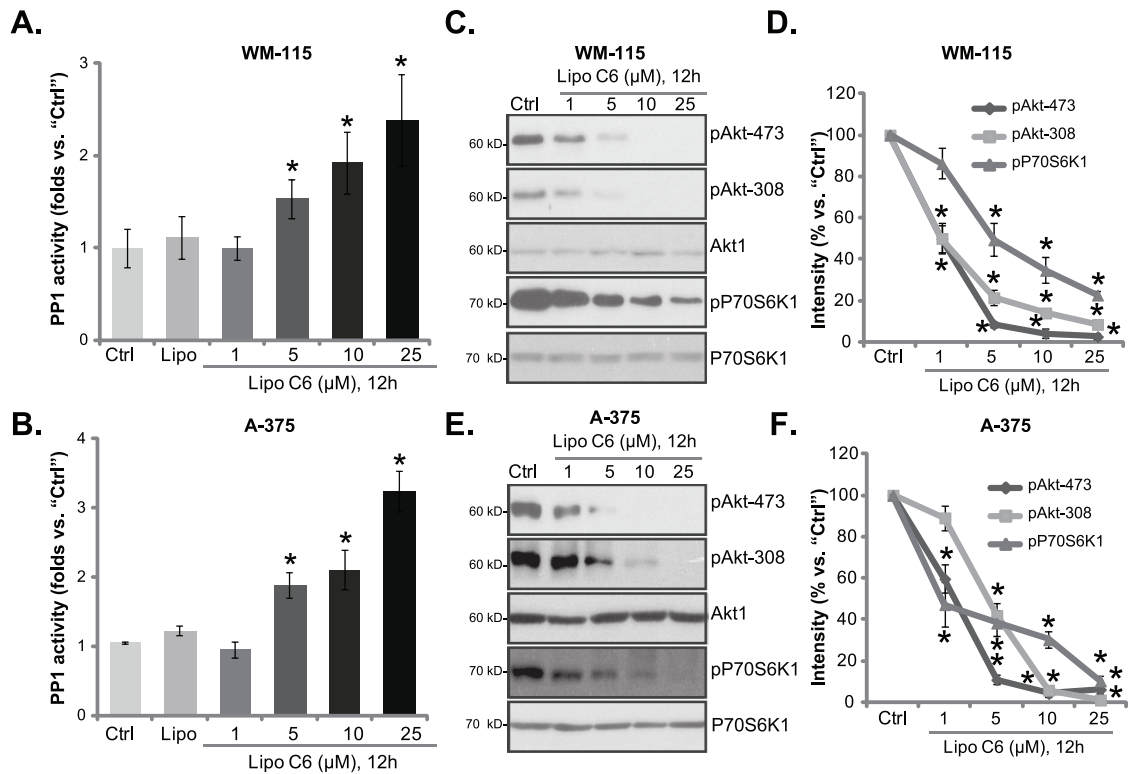 A.
WM-115
PP1 activity (folds vs. “Ctrl”)
3
2
1
0
*
*
*
Ctrl Lipo 1 5 10 25
Lipo C6 (µM), 12h
B.
A-375
PP1 activity (folds vs. “Ctrl”)
4
3
2
1
0
*
*
*
Ctrl Lipo 1 5 10 25
Lipo C6 (µM), 12h
C.
WM-115
Lipo C6 (µM), 12h
Ctrl 1 5 10 25
60 kD pAkt-473
60 kD pAkt-308
60 kD Akt1
70 kD pP70S6K1
70 kD P70S6K1
D.
WM-115
Intensity (% vs. “Ctrl”)
120
100
80
60
40
20
0
pAkt-473
pAkt-308
pP70S6K1
* * * *
* * * *
* * *
Ctrl 1 5 10 25
Lipo C6 (µM), 12h
E.
A-375
Lipo C6 (µM), 12h
Ctrl 1 5 10 25
60 kD pAkt-473
60 kD pAkt-308
60 kD Akt1
70 kD pP70S6K1
70 kD P70S6K1
F.
A-375
Intensity (% vs. “Ctrl”)
120
100
80
60
40
20
0
pAkt-473
pAkt-308
pP70S6K1
* * * *
* * * *
* * *
Ctrl 1 5 10 25
Lipo C6 (µM), 12h